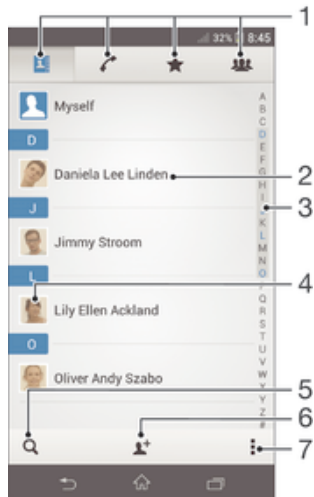 1
32% 8:45
Myself
D
Daniela Lee Linden
2
J
Jimmy Stroom
L
Lily Ellen Ackland
O
Oliver Andy Szabo
A
B
C
D
E
F
G
H
I
3
K
L
M
N
O
Q
R
S
T
U
V
W
Y
Z
#
4
5
6
7